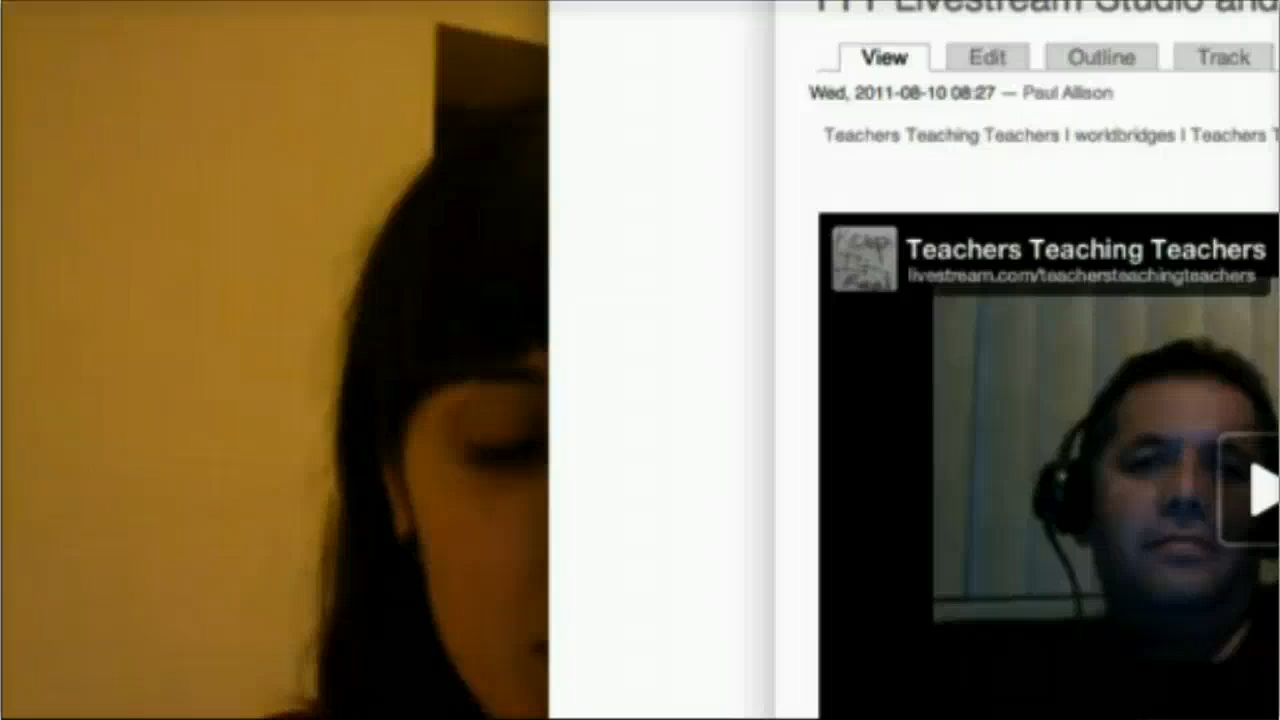 Livestream Studio and
View Edit Outline Track
Wed, 2011-08-10 08:27 — Paul Allison
Teachers Teaching Teachers | worldbridges | Teachers T
Teachers Teaching Teachers
livestream.com/teachersteachingteachers